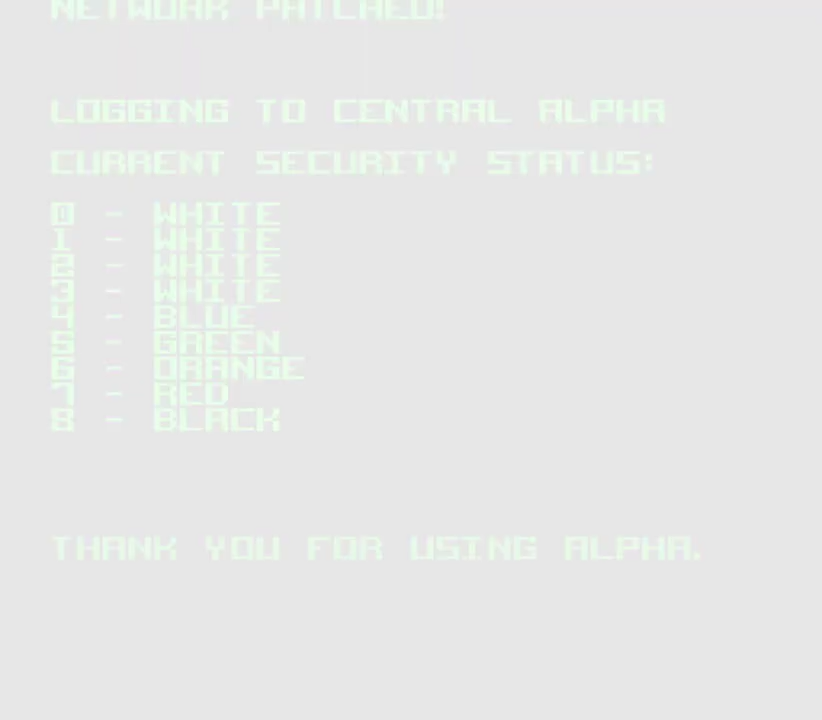 NETWORK PATCHED!
LOGGING TO CENTRAL ALPHA
CURRENT SECURITY STATUS:
0 - WHITE
1 - WHITE
2 - WHITE
3 - WHITE
4 - BLUE
5 - GREEN
6 - ORANGE
7 - RED
8 - BLACK
THANK YOU FOR USING ALPHA.